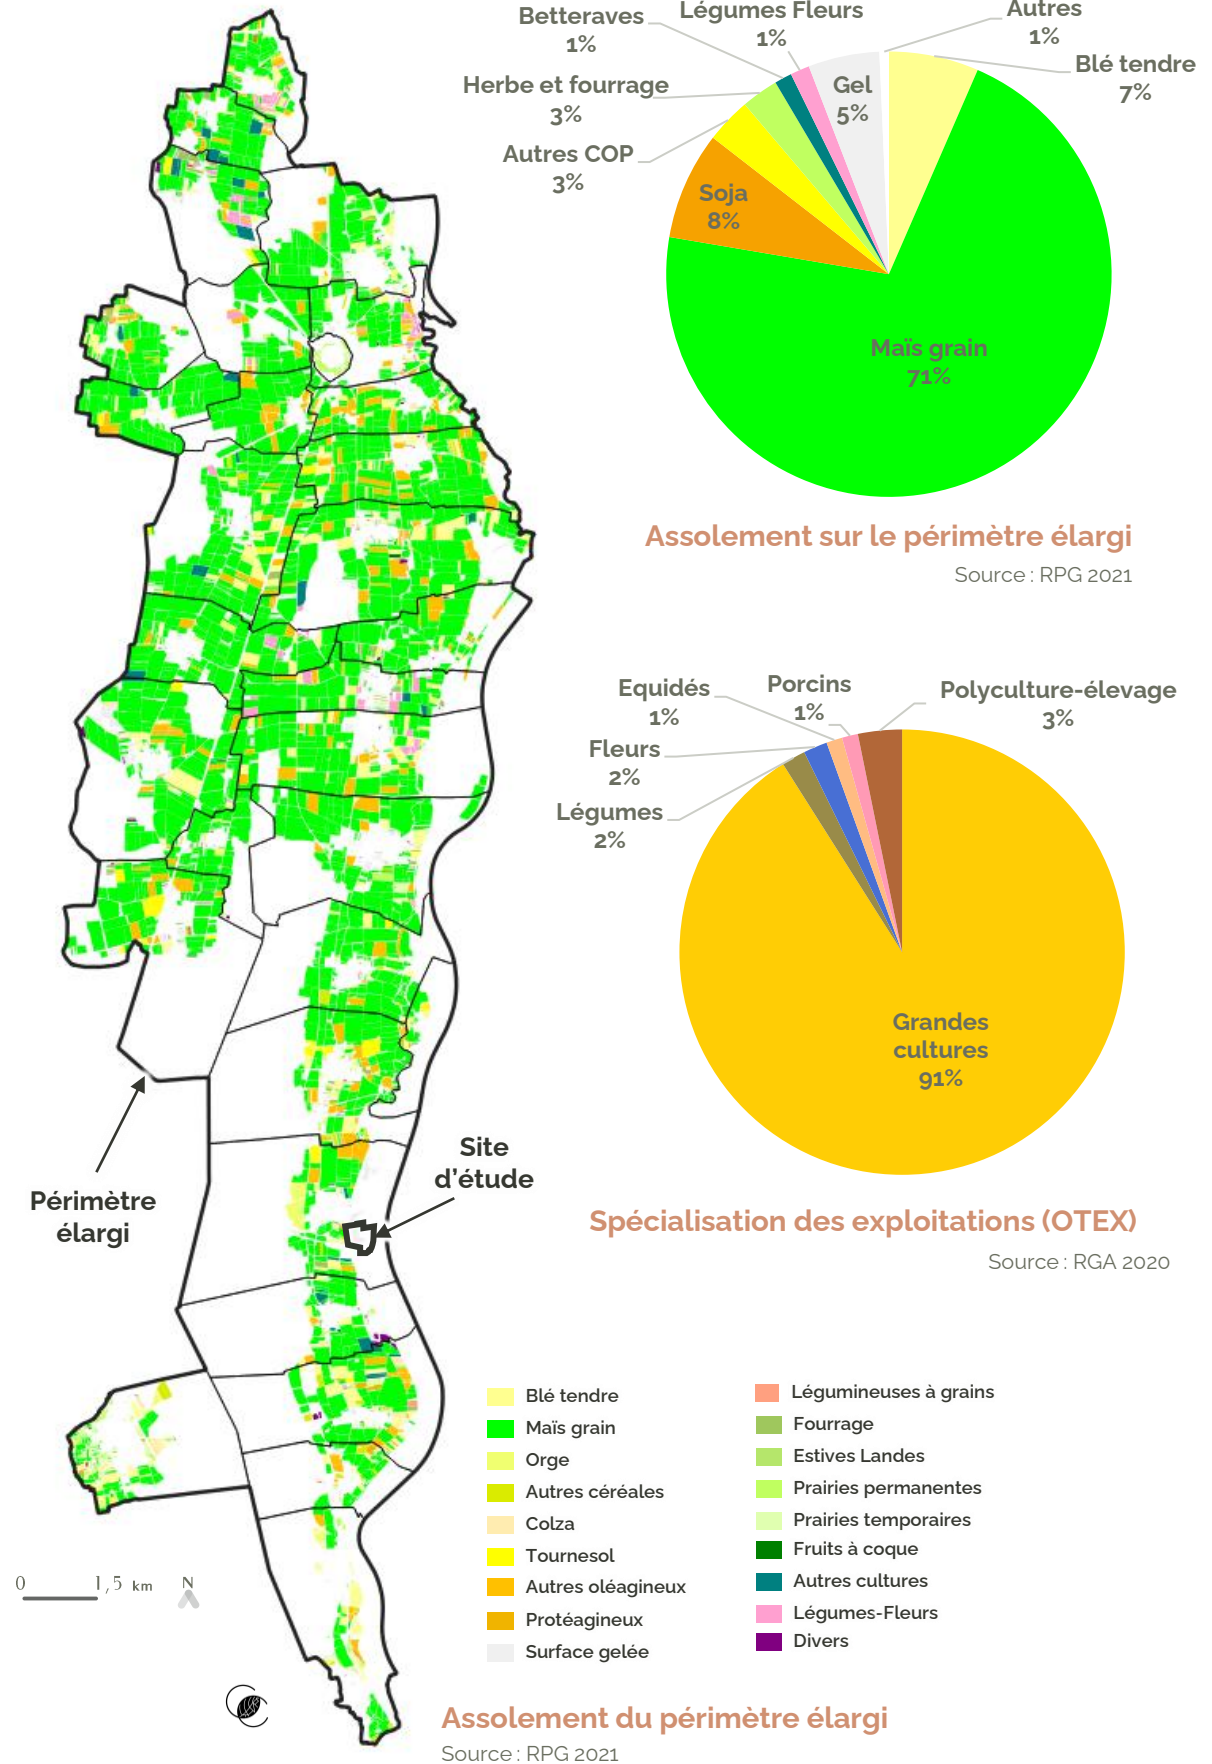 Betteraves
1%
Légumes Fleurs
1%
Autres
1%
Blé tendre
7%
Herbe et fourrage
3%
Gel
5%
Autres COP
3%
Soja
8%
Maïs grain
71%
Assolement sur le périmètre élargi
Source : RPG 2021
Equidés
1%
Porcins
1%
Polyculture-élevage
3%
Fleurs
2%
Légumes
2%
Grandes
cultures
91%
Spécialisation des exploitations (OTEX)
Source : RGA 2020
Périmètre
élargi
Site
d'étude
Blé tendre
Maïs grain
Orge
Autres céréales
Colza
Tournesol
Autres oléagineux
Protéagineux
Surface gelée
Légumineuses à grains
Fourrage
Estives Landes
Prairies permanentes
Prairies temporaires
Fruits à coque
Autres cultures
Légumes-Fleurs
Divers
0 1,5 km N
Assolement du périmètre élargi
Source : RPG 2021